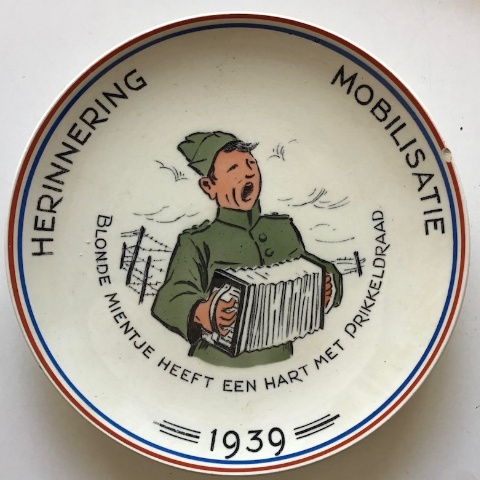 HERINNERING MOBILISATIE
BLONDE MIENTJE HEEFT EEN HART MET PRIKKELDRAAD
1939